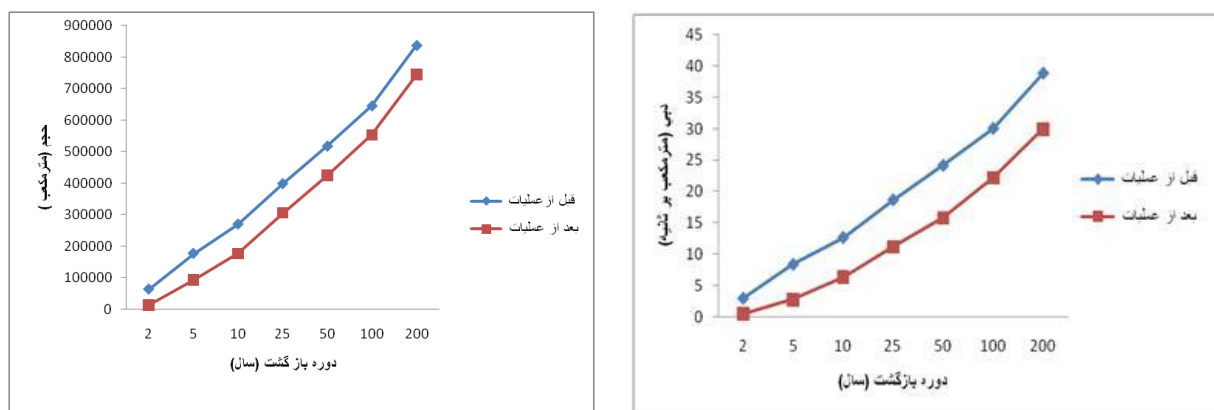 900000
800000
700000
600000
500000
400000
300000
200000
100000
0
حجم (مترمکعب )
2 5 10 25 50 100 200
دوره باز گشت (سال)
قبل از عملیات
بعد از عملیات
45
40
35
30
25
20
15
10
5
0
دبی (مترمکعب بر ثانیه)
2 5 10 25 50 100 200
دوره بازگشت (سال)
قبل از عملیات
بعد از عملیات